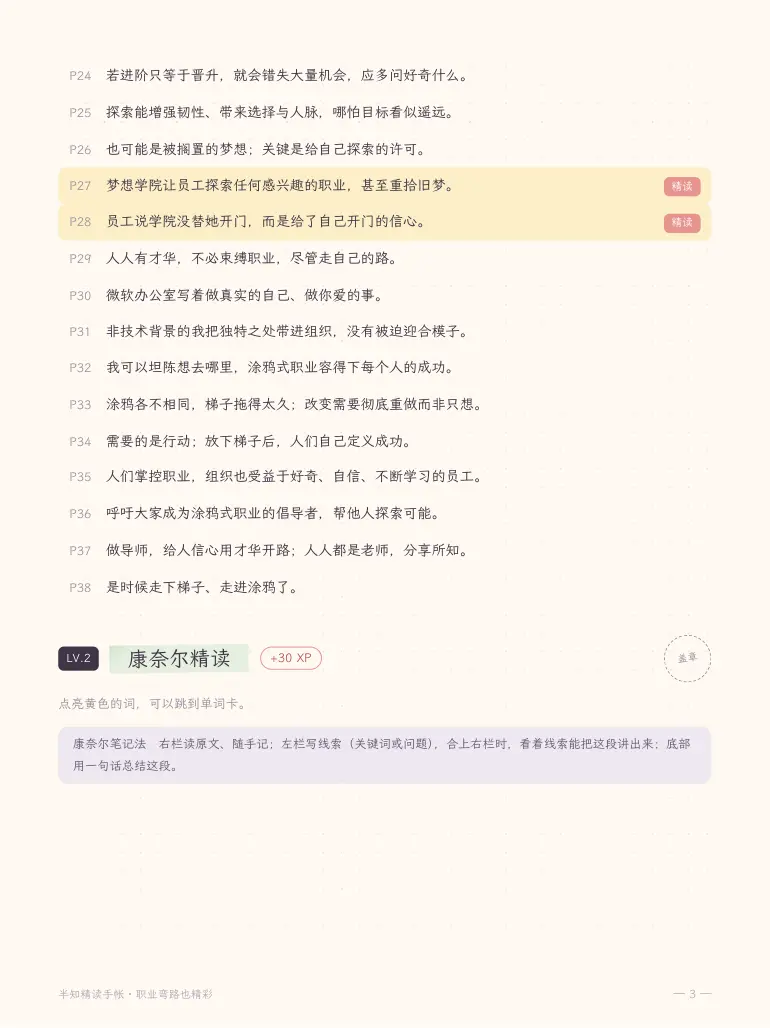 P24 若进阶只等于晋升，就会错失大量机会，应多问好奇什么。
P25 探索能增强韧性、带来选择与人脉，哪怕目标看似遥远。
P26 也可能是被搁置的梦想；关键是给自己探索的许可。
P27 梦想学院让员工探索任何感兴趣的职业，甚至重拾旧梦。 精读
P28 员工说学院没替她开门，而是给了自己开门的信心。 精读
P29 人人有才华，不必束缚职业，尽管走自己的路。
P30 微软办公室写着做真实的自己、做你爱的事。
P31 非技术背景的我把独特之处带进组织，没有被迫迎合模子。
P32 我可以坦陈想去哪里，涂鸦式职业容得下每个人的成功。
P33 涂鸦各不相同，梯子拖得太久；改变需要彻底重做而非只想。
P34 需要的是行动；放下梯子后，人们自己定义成功。
P35 人们掌控职业，组织也受益于好奇、自信、不断学习的员工。
P36 呼吁大家成为涂鸦式职业的倡导者，帮他人探索可能。
P37 做导师，给人信心用才华开路；人人都是老师，分享所知。
P38 是时候走下梯子、走进涂鸦了。
LV.2 康奈尔精读 +30 XP 盖章
点亮黄色的词，可以跳到单词卡。
康奈尔笔记法 右栏读原文、随手记；左栏写线索（关键词或问题），合上右栏时，看着线索能把这段讲出来；底部
用一句话总结这段。
半知精读手帐·职业弯路也精彩 — 3 —